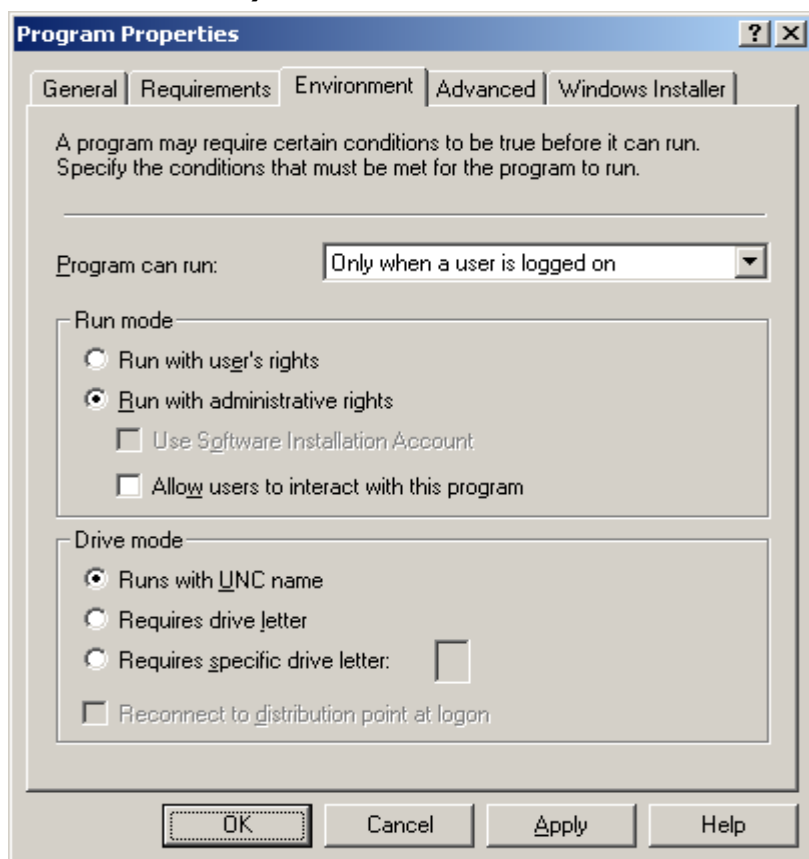 Program Properties
General Requirements Environment Advanced Windows Installer
A program may require certain conditions to be true before it can run.
Specify the conditions that must be met for the program to run.
Program can run: Only when a user is logged on
Run mode
Run with user's rights
Run with administrative rights
Use Software Installation Account
Allow users to interact with this program
Drive mode
Runs with UNC name
Requires drive letter
Requires specific drive letter:
Reconnect to distribution point at logon
OK Cancel Apply Help